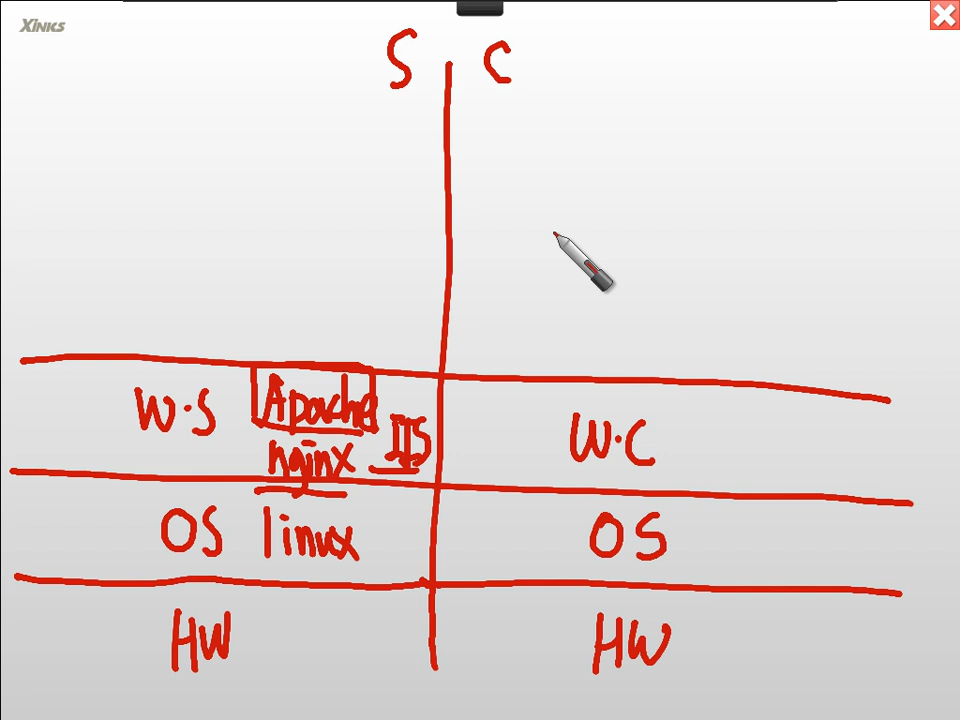 XINKS
S C
W.S Apache
nginx IIS W.C
OS linux OS
HW HW